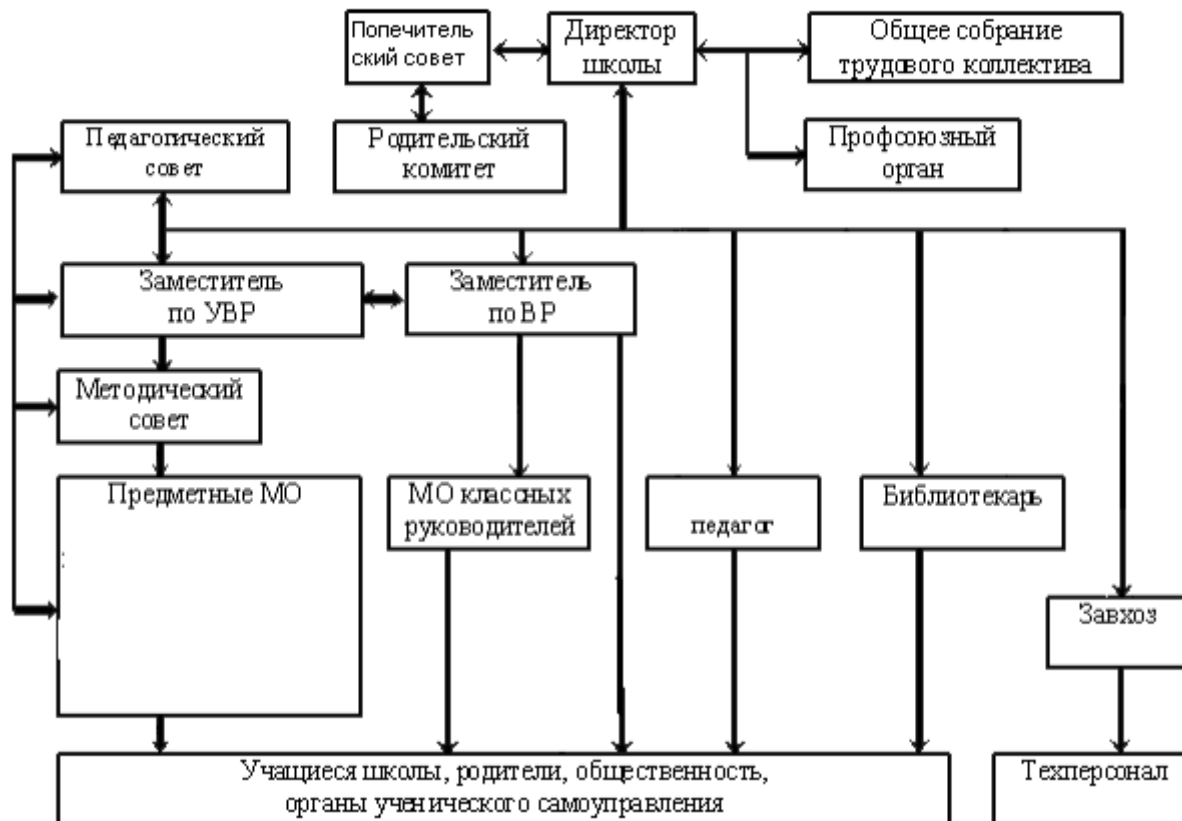 Попечитель
ский совет
Директор
школы
Общее собрание
трудового коллектива
Педагогический
совет
Родительский
комитет
Профсоюзный
орган
Заместитель
по УВР
Заместитель
по ВР
Методический
совет
Предметные МО
:
МО классных
руководителей
педагог
Библиотекарь
Завхоз
Учащиеся школы, родители, общественность,
органы ученического самоуправления
Техперсонал